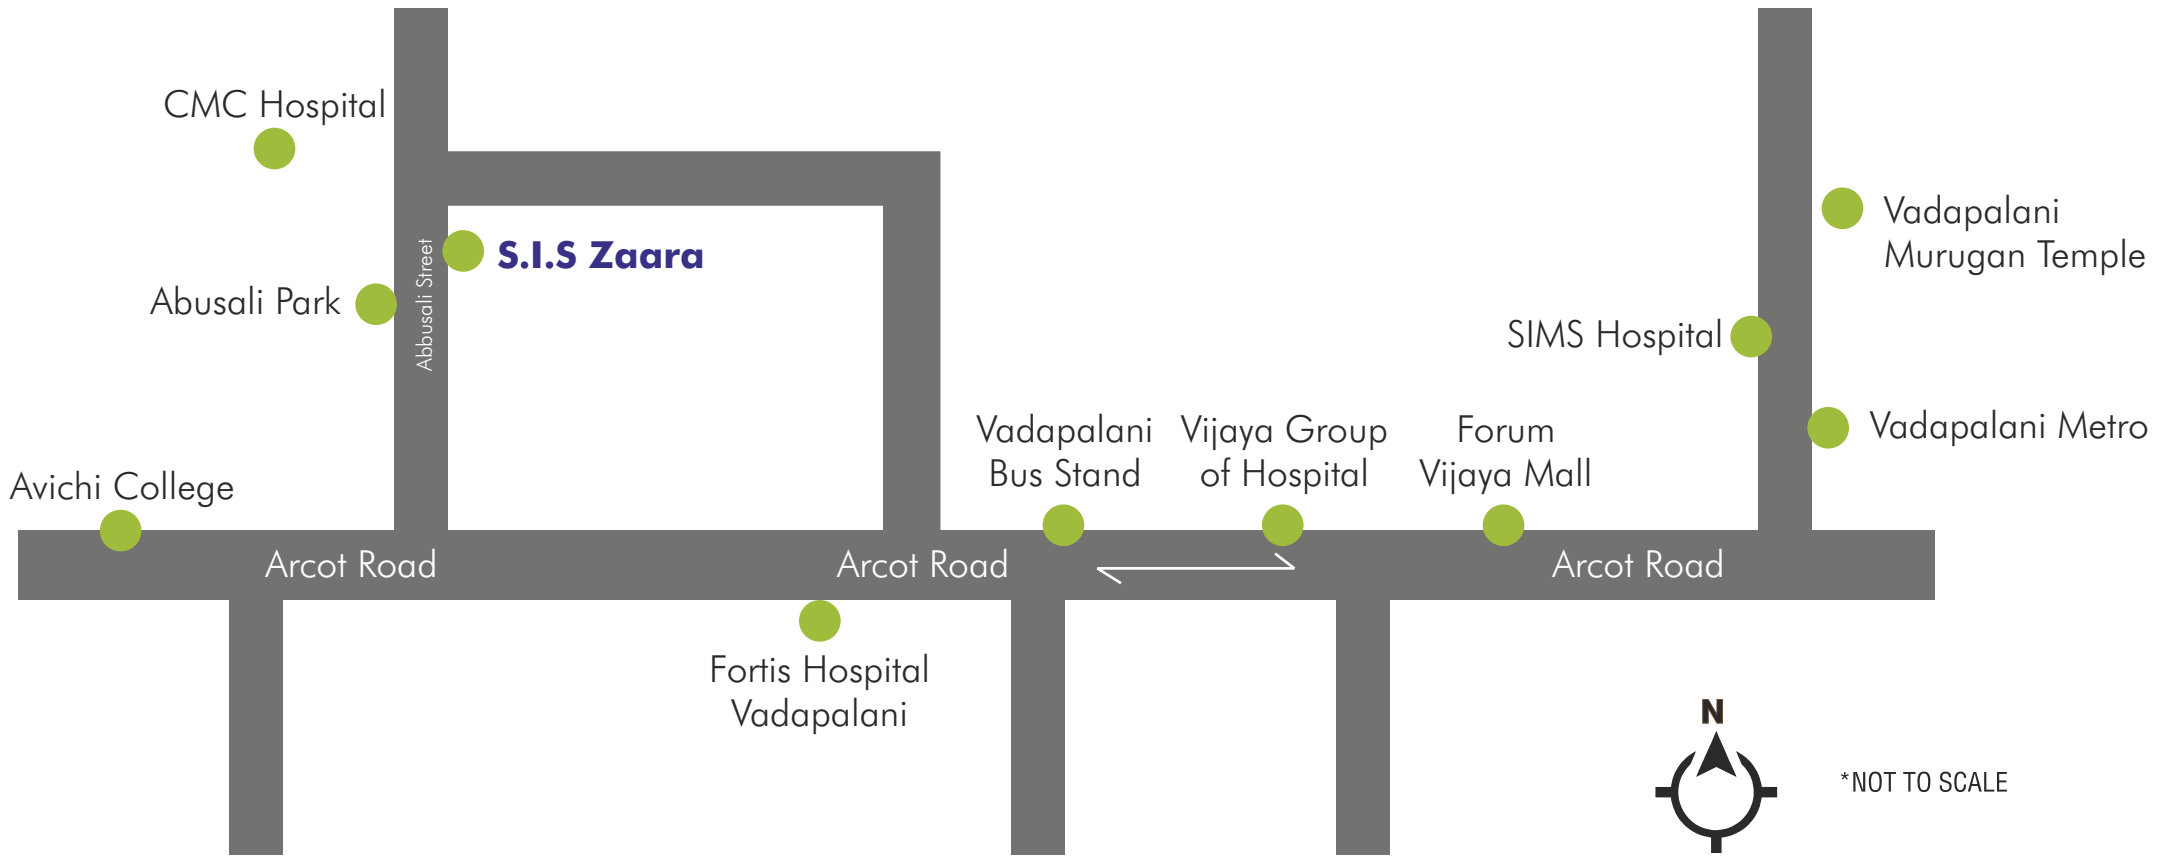 CMC Hospital
Vadapalani
Murugan Temple
S.I.S Zaara
Abbusali Street
Abusali Park
SIMS Hospital
Vadapalani
Bus Stand
Vijaya Group
of Hospital
Forum
Vijaya Mall
Vadapalani Metro
Avichi College
Arcot Road
Arcot Road
Arcot Road
Fortis Hospital
Vadapalani
N
*NOT TO SCALE